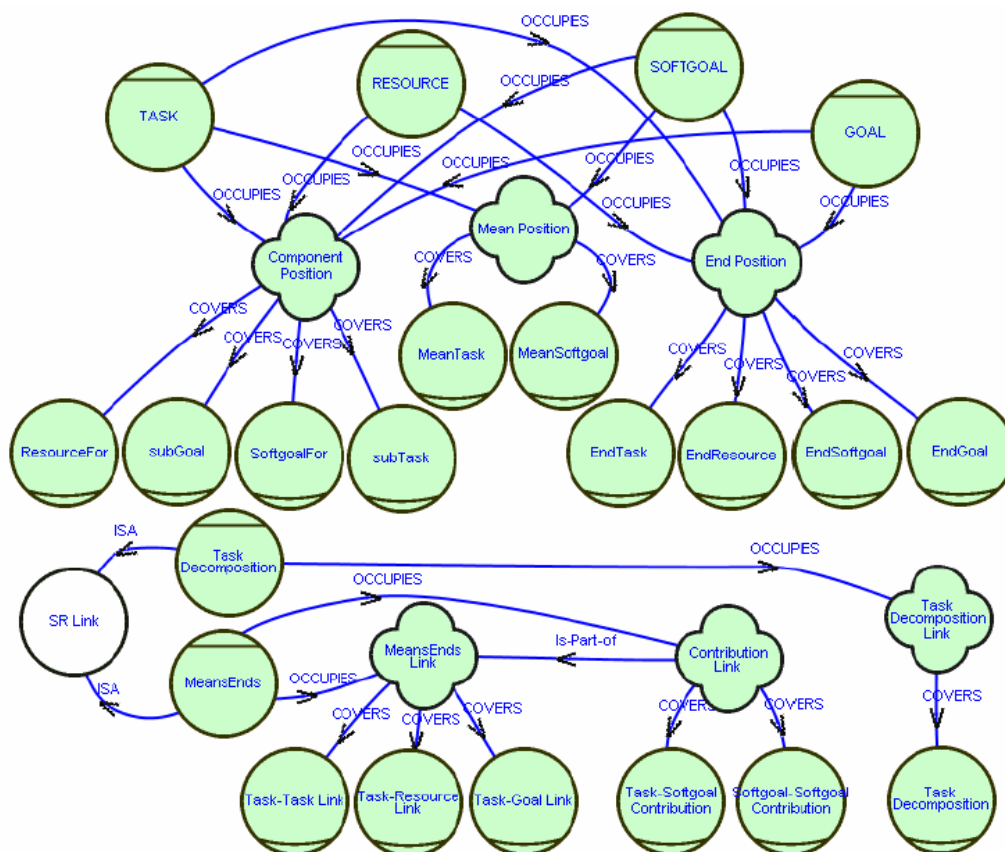 OCCUPIES
SOFTGOAL
RESOURCE
OCCUPIES
OCCUPIES
TASK
GOAL
OCCUPIES
OCCUPIES
OCCUPIES
OCCUPIES
OCCUPIES
OCCUPIES
OCCUPIES
OCCUPIES
Mean Position
Component
Position
End Position
COVERS
COVERS
COVERS
COVERS
COVERS
COVERS
MeanTask
MeanSoftgoal
COVERS
COVERS
COVERS
COVERS
ResourceFor
subGoal
SoftgoalFor
subTask
EndTask
EndResource
EndSoftgoal
EndGoal
ISA
Task
Decomposition
OCCUPIES
OCCUPIES
SR Link
MeansEnds
Link
Is-Part-of
Contribution
Link
Task
Decomposition
Link
MeansEnds
OCCUPIES
ISA
COVERS
COVERS
COVERS
COVERS
COVERS
COVERS
Task-Task Link
Task-Resource
Link
Task-Goal Link
Task-Softgoal
Contribution
Softgoal-Softgoal
Contribution
Task
Decomposition